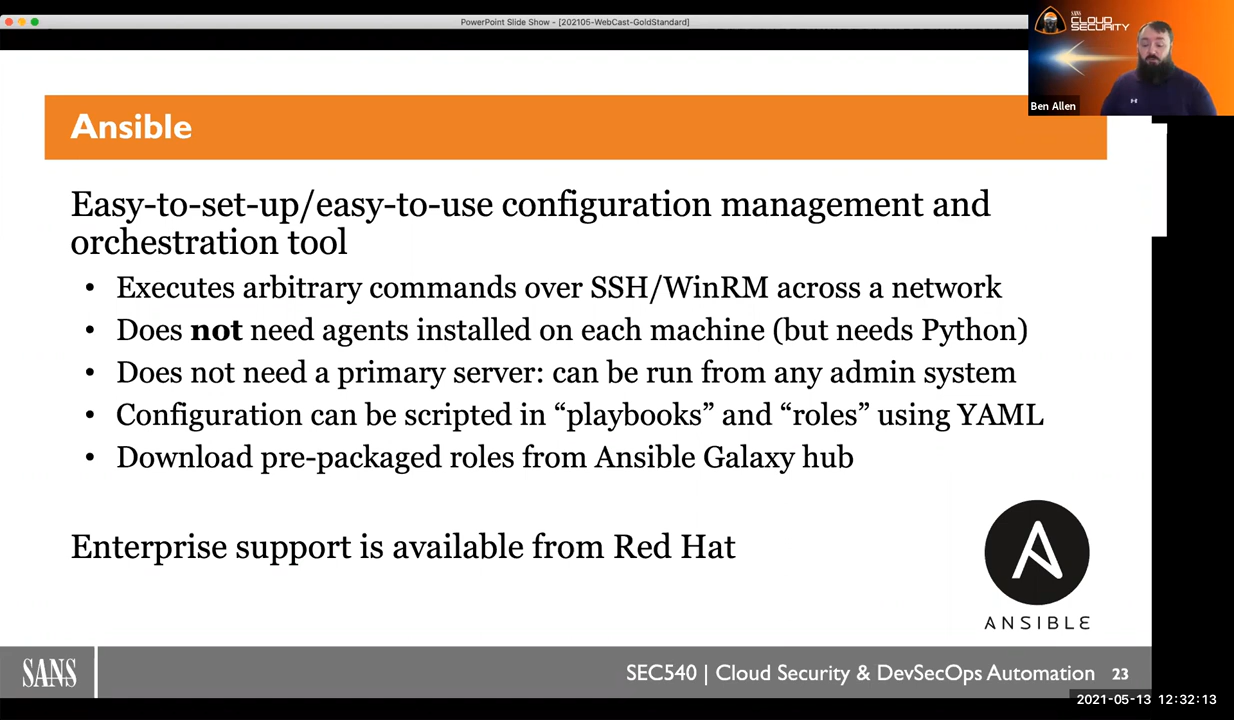 PowerPoint Slide Show - [202105-WebCast-GoldStandard]
SANS
CLOUD
SECURITY
Ben Allen
Ansible
Easy-to-set-up/easy-to-use configuration management and
orchestration tool
• Executes arbitrary commands over SSH/WinRM across a network
• Does not need agents installed on each machine (but needs Python)
• Does not need a primary server: can be run from any admin system
• Configuration can be scripted in “playbooks” and “roles” using YAML
• Download pre-packaged roles from Ansible Galaxy hub
Enterprise support is available from Red Hat
ANSIBLE
SANS
SEC540 | Cloud Security & DevSecOps Automation 23
2021-05-13 12:32:13